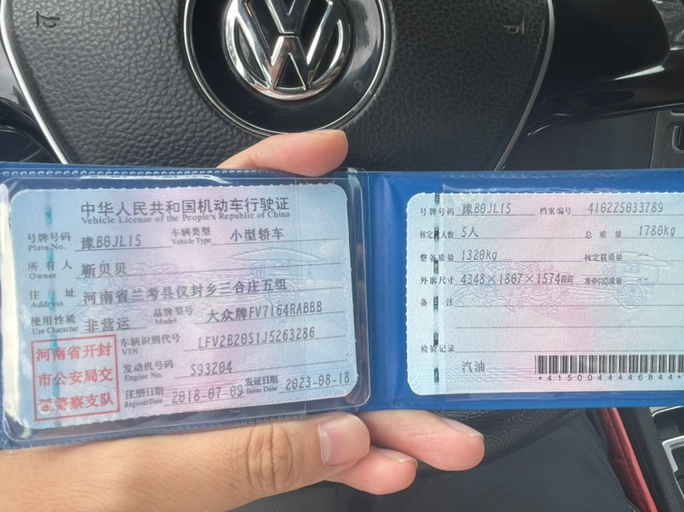 中华人民共和国机动车行驶证
Vehicle License of the People's Republic of China
号牌号码 豫B0JL15 车辆类型 小型轿车
Plate No. Vehicle Type
所有人 靳贝贝
Owner
住址 河南省兰考县仪封乡三合庄五组
Address
使用性质 非营运 品牌型号 大众牌FV7164RABBB
Use Character Model
河南省开封
市公安局交
警察支队
车辆识别代号 LFV2B20S1J5263286
VIN
发动机号码 S93204
Engine No.
注册日期 2018-07-09 发证日期 2023-08-18
Register Date Issue Date
号牌号码 豫B0JL15 档案编号 410225033789
核定人数 5人 总质量 1780kg
整备质量 1320kg 核定载质量
外廓尺寸 4348×1807×1574 --
备注
检验记录
汽油
*4150044446844*